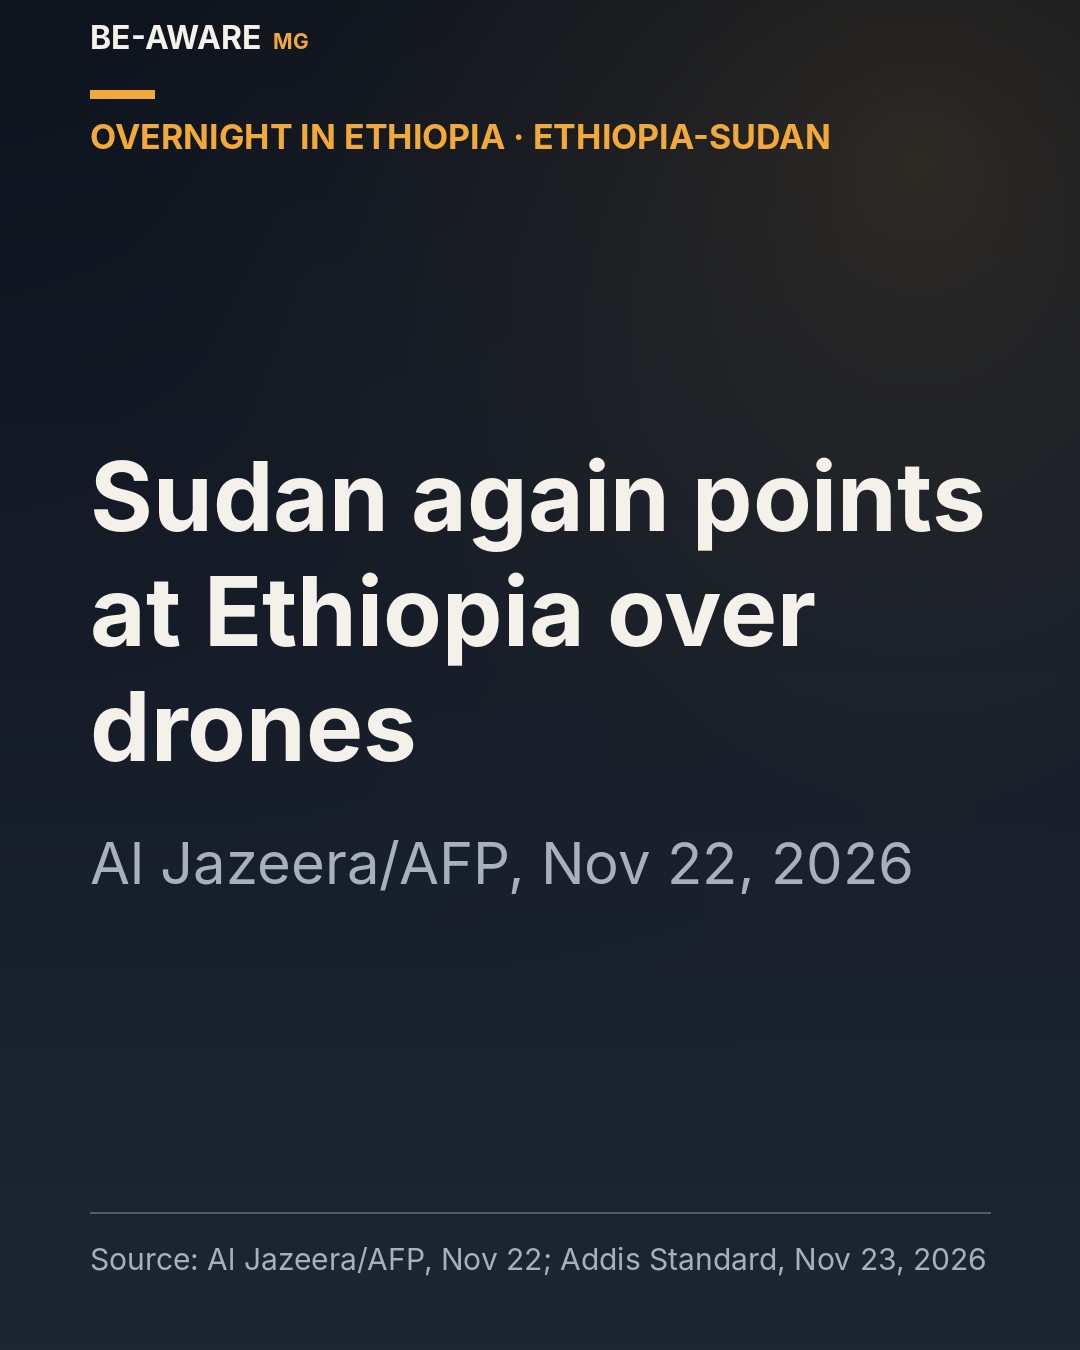 BE-AWARE MG
OVERNIGHT IN ETHIOPIA · ETHIOPIA-SUDAN
Sudan again points
at Ethiopia over
drones
Al Jazeera/AFP, Nov 22, 2026
Source: Al Jazeera/AFP, Nov 22; Addis Standard, Nov 23, 2026